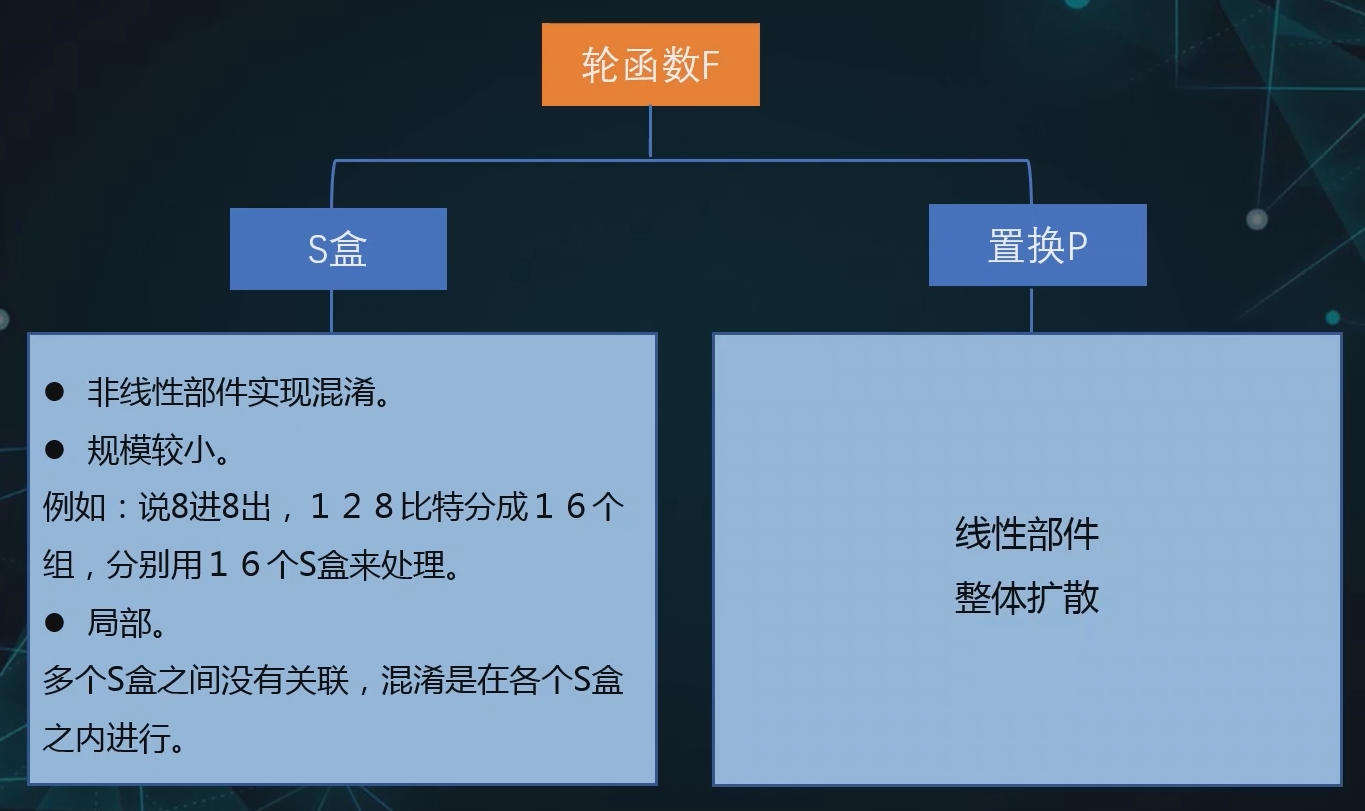 轮函数F
S盒
置换P
● 非线性部件实现混淆。
● 规模较小。
例如：说8进8出，１２８比特分成１６个
组，分别用１６个S盒来处理。
● 局部。
多个S盒之间没有关联，混淆是在各个S盒
之内进行。
线性部件
整体扩散